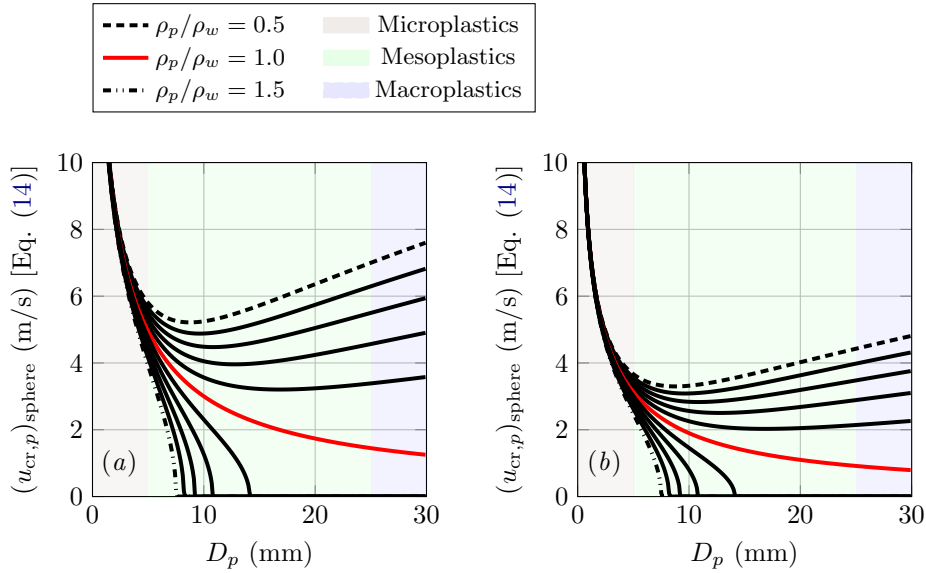 ρp/ρw = 0.5 Microplastics
ρp/ρw = 1.0 Mesoplastics
ρp/ρw = 1.5 Macroplastics
(ucr,p)sphere (m/s) [Eq. (14)]
10
8
6
4
2
0
(a)
0 10 20 30
Dp (mm)
(ucr,p)sphere (m/s) [Eq. (14)]
10
8
6
4
2
0
(b)
0 10 20 30
Dp (mm)